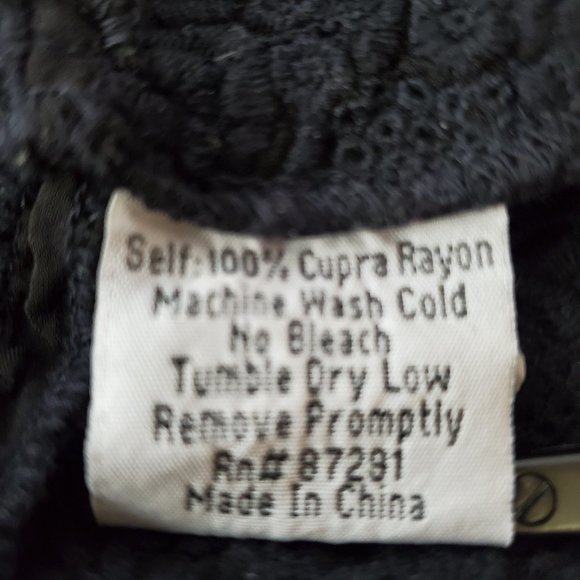 Self: 100% Cupra Rayon
Machine Wash Cold
No Bleach
Tumble Dry Low
Remove Promptly
Rn# 87281
Made In China